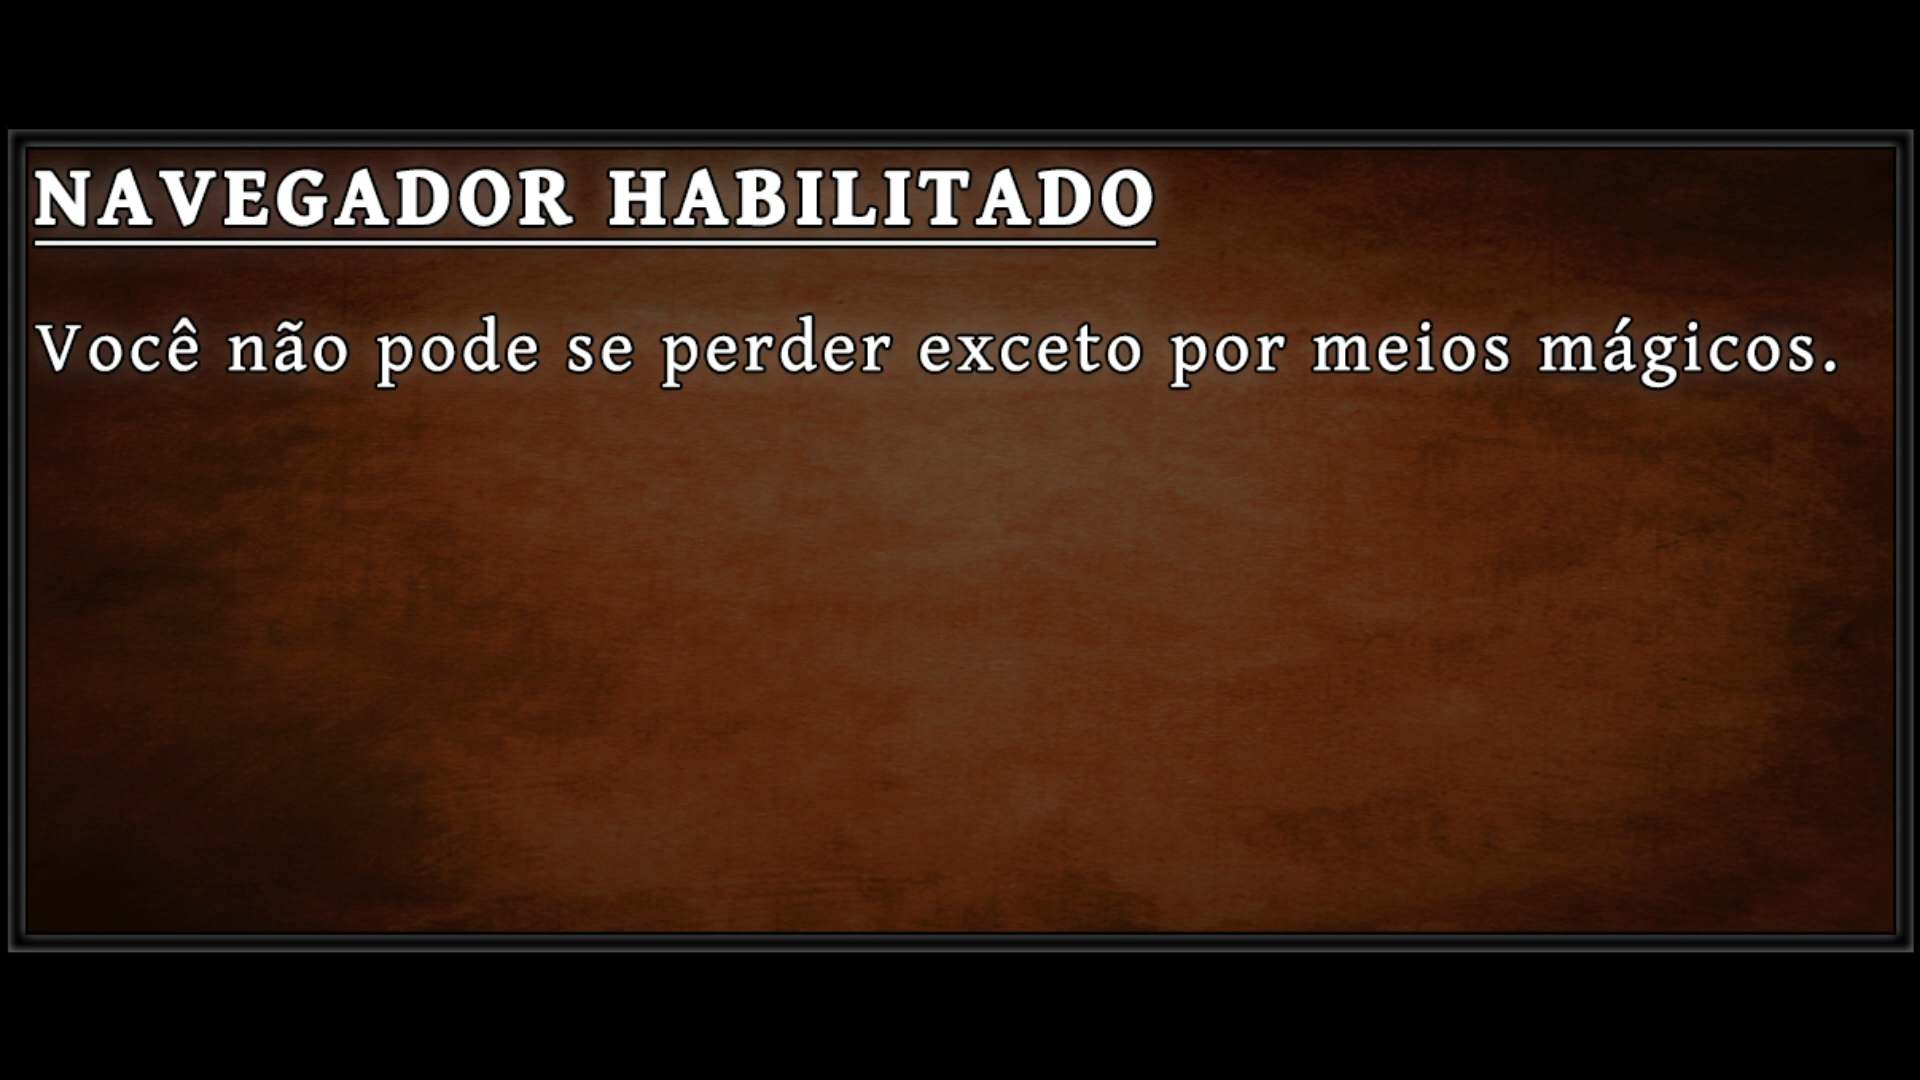 NAVEGADOR HABILITADO
Você não pode se perder exceto por meios mágicos.